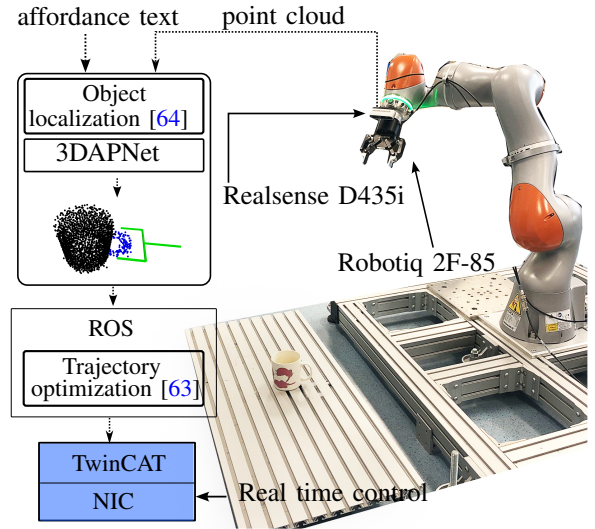 affordance text
point cloud
Object
localization [64]
3DAPNet
Realsense D435i
Robotiq 2F-85
ROS
Trajectory
optimization [63]
TwinCAT
NIC
Real time control